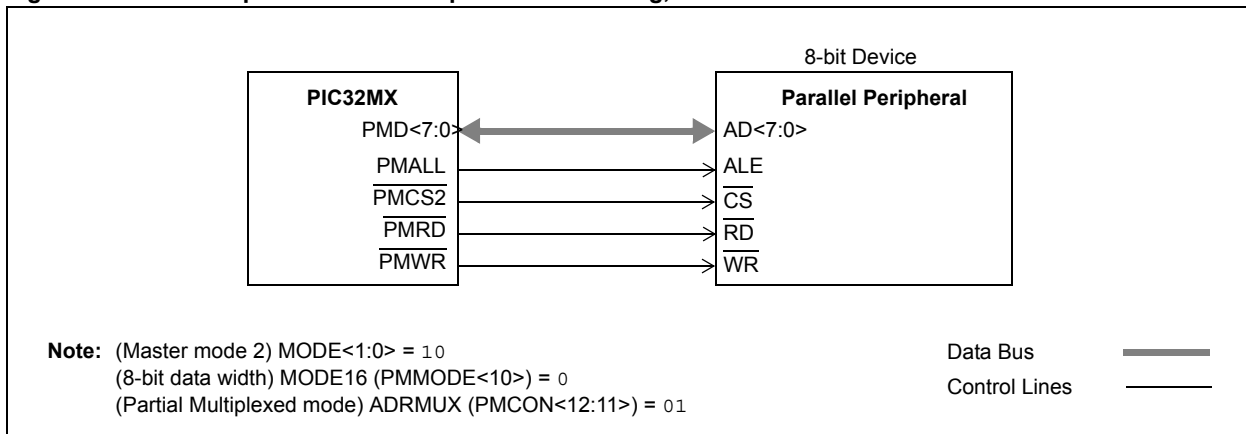 8-bit Device
PIC32MX
Parallel Peripheral
PMD<7:0>
AD<7:0>
PMALL
ALE
PMCS2
CS
PMRD
RD
PMWR
WR
Note: (Master mode 2) MODE<1:0> = 10
(8-bit data width) MODE16 (PMMODE<10>) = 0
(Partial Multiplexed mode) ADRMUX (PMCON<12:11>) = 01
Data Bus
Control Lines